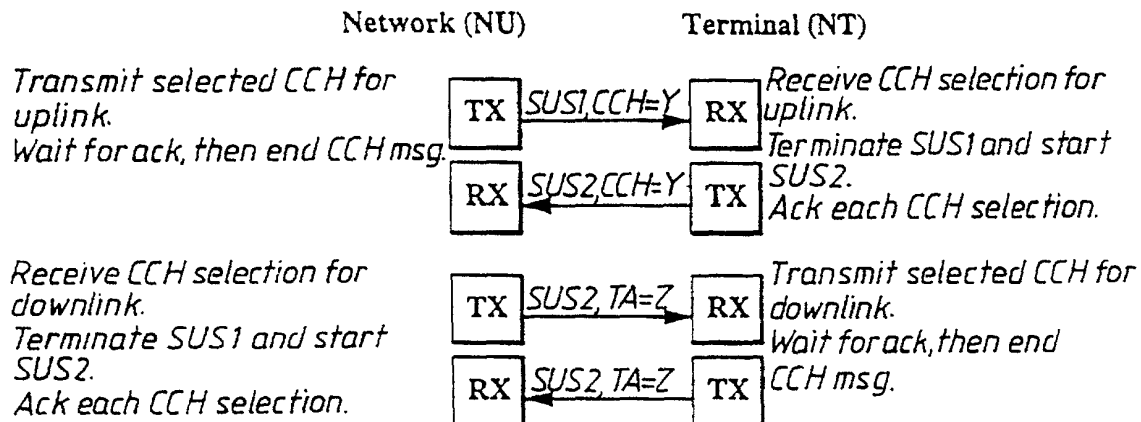 Network (NU) Terminal (NT)
Transmit selected CCH for
uplink.
Wait for ack, then end CCH msg.
TX
SUS1,CCH=Y
RX
Receive CCH selection for
uplink.
Terminate SUS1 and start
SUS2.
Ack each CCH selection.
RX
SUS2,CCH=Y
TX
Receive CCH selection for
downlink.
Terminate SUS1 and start
SUS2.
Ack each CCH selection.
TX
SUS2, TA=Z
RX
Transmit selected CCH for
downlink.
Wait for ack, then end
CCH msg.
RX
SUS2, TA=Z
TX